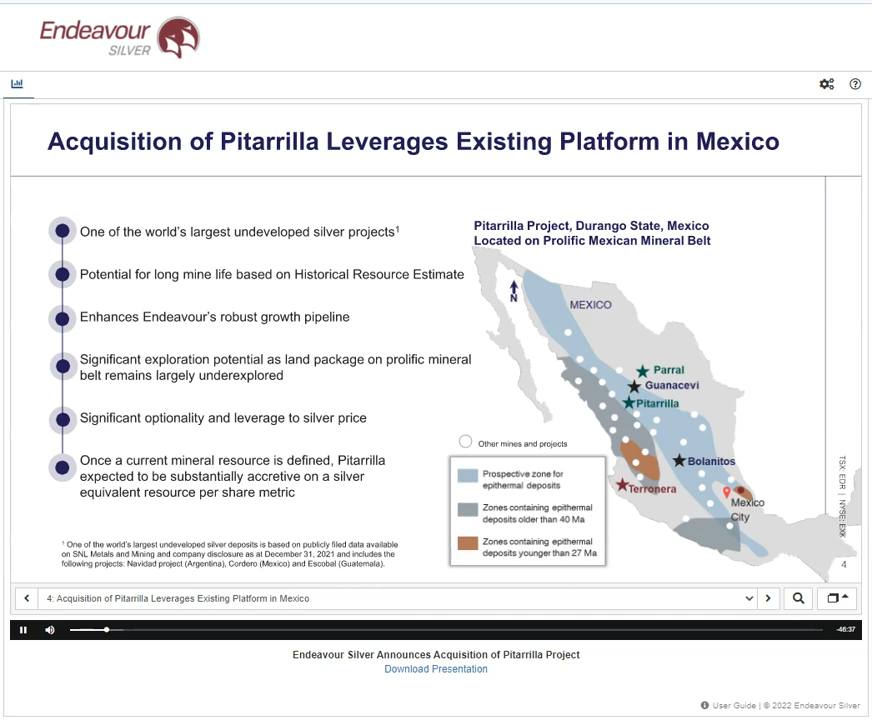 Endeavour
SILVER
Acquisition of Pitarrilla Leverages Existing Platform in Mexico
One of the world's largest undeveloped silver projects¹
Potential for long mine life based on Historical Resource Estimate
Enhances Endeavour's robust growth pipeline
Significant exploration potential as land package on prolific mineral
belt remains largely underexplored
Significant optionality and leverage to silver price
Once a current mineral resource is defined, Pitarrilla
expected to be substantially accretive on a silver
equivalent resource per share metric
¹ One of the world's largest undeveloped silver deposits is based on publicly filed data available
on SNL Metals and Mining and company disclosure as at December 31, 2021 and includes the
following projects: Navidad project (Argentina), Cordero (Mexico) and Escobal (Guatemala).
Pitarrilla Project, Durango State, Mexico
Located on Prolific Mexican Mineral Belt
N
MEXICO
Parral
Guanacevi
Pitarrilla
Bolanitos
Terronera
Mexico
City
Other mines and projects
Prospective zone for
epithermal deposits
Zones containing epithermal
deposits older than 40 Ma
Zones containing epithermal
deposits younger than 27 Ma
TSX: EDR | NYSE: EXK
4
4: Acquisition of Pitarrilla Leverages Existing Platform in Mexico
-46:37
Endeavour Silver Announces Acquisition of Pitarrilla Project
Download Presentation
User Guide | © 2022 Endeavour Silver